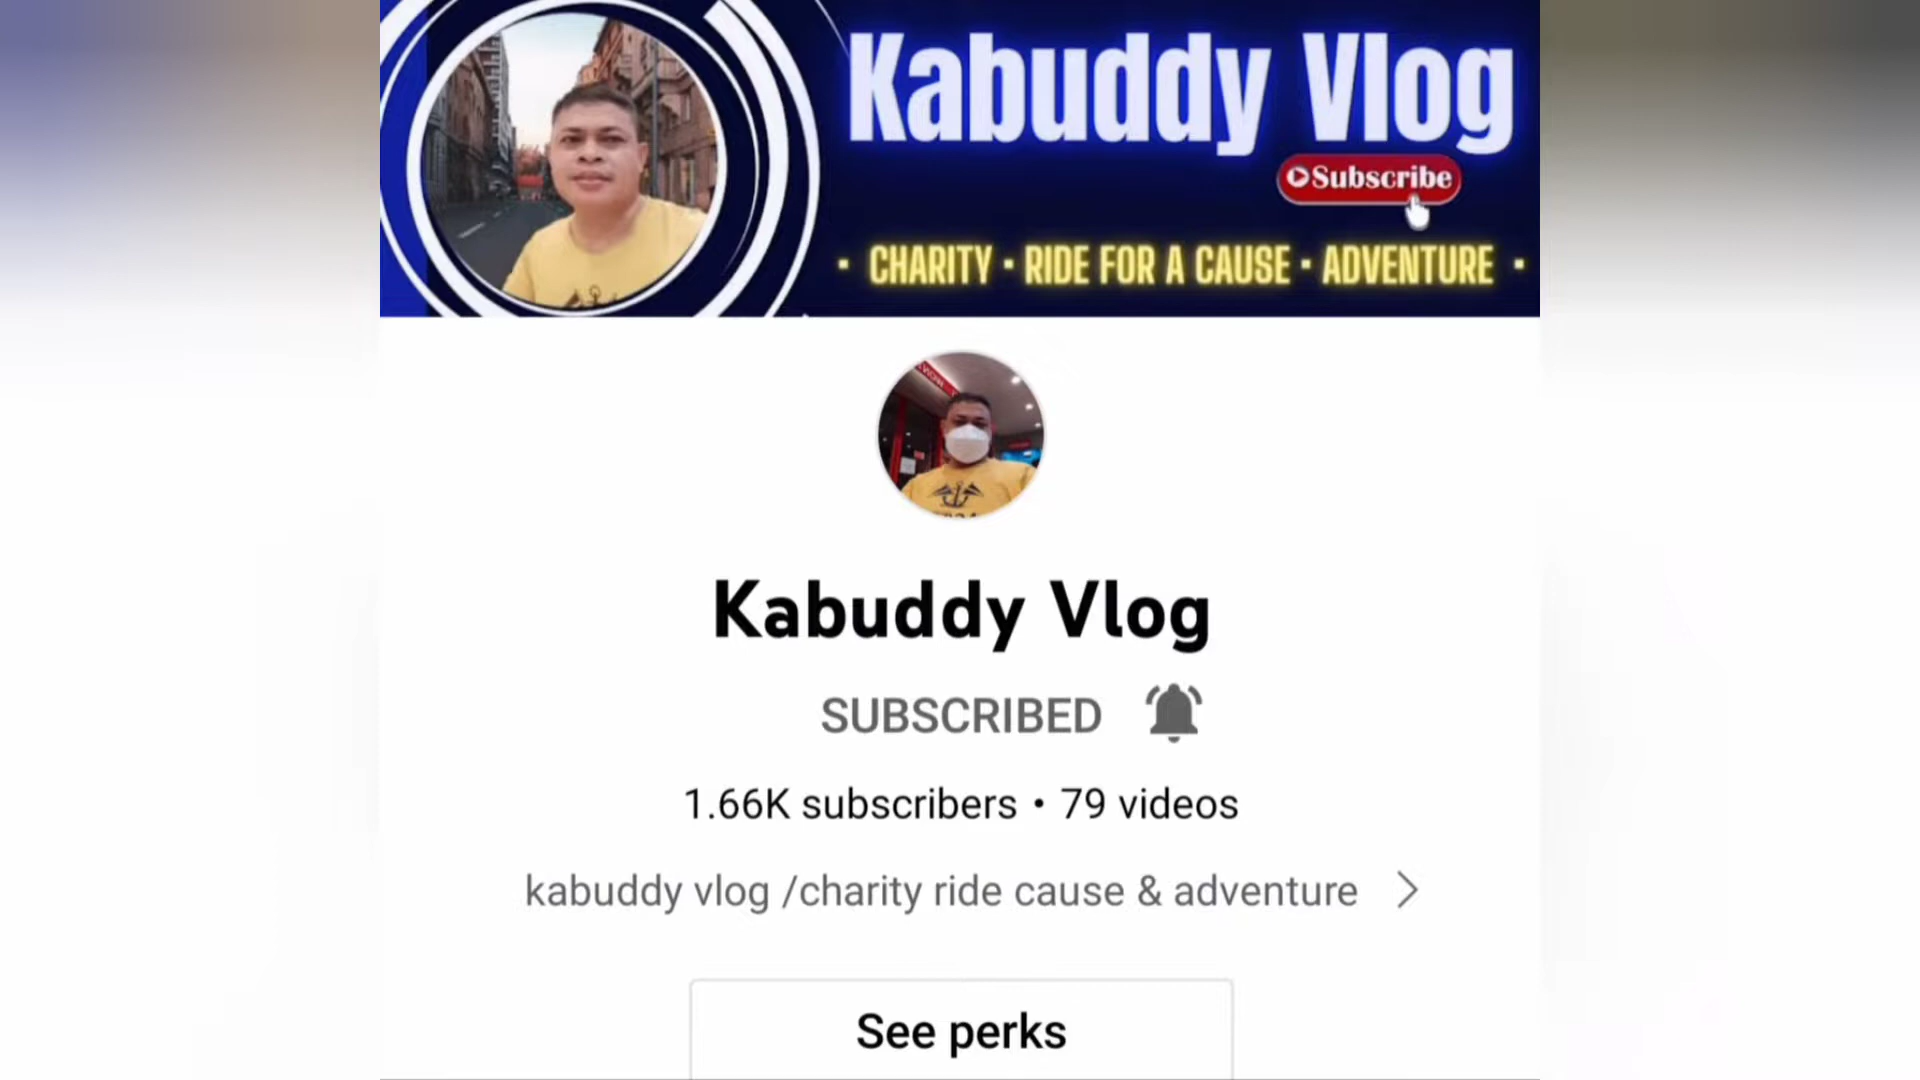 Kabuddy Vlog
Subscribe
· CHARITY · RIDE FOR A CAUSE · ADVENTURE ·
Kabuddy Vlog
SUBSCRIBED
1.66K subscribers • 79 videos
kabuddy vlog /charity ride cause & adventure
See perks